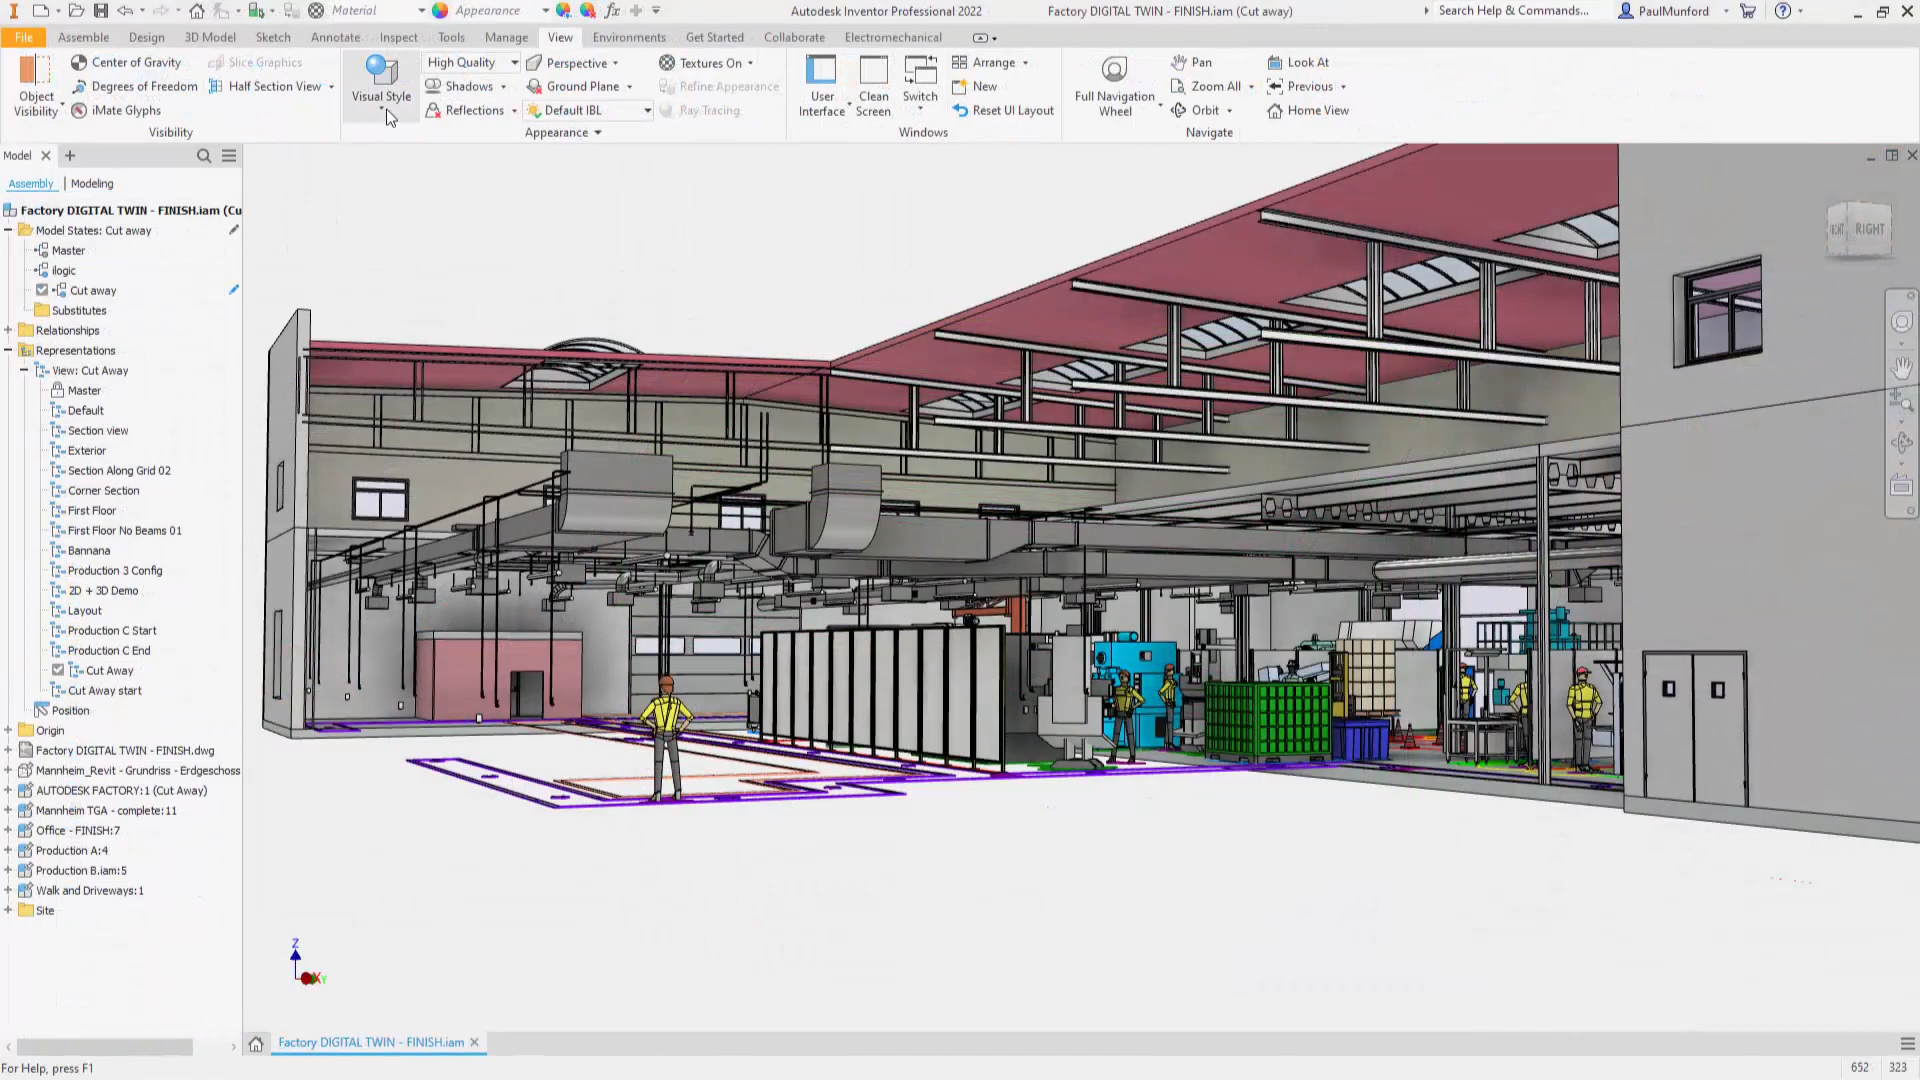 Material
Appearance
fx
Autodesk Inventor Professional 2022
Factory DIGITAL TWIN - FINISH.iam (Cut away)
Search Help & Commands...
PaulMunford
File
Assemble
Design
3D Model
Sketch
Annotate
Inspect
Tools
Manage
View
Environments
Get Started
Collaborate
Electromechanical
Object
Visibility
Center of Gravity
Degrees of Freedom
iMate Glyphs
Slice Graphics
Half Section View
Visibility
Visual Style
High Quality
Shadows
Reflections
Perspective
Ground Plane
Default IBL
Textures On
Refine Appearance
Ray Tracing
Appearance
User
Interface
Clean
Screen
Switch
Arrange
New
Reset UI Layout
Windows
Full Navigation
Wheel
Pan
Zoom All
Orbit
Look At
Previous
Home View
Navigate
Model
Assembly
Modeling
Factory DIGITAL TWIN - FINISH.iam (Cu
Model States: Cut away
Master
ilogic
Cut away
Substitutes
Relationships
Representations
View: Cut Away
Master
Default
Section view
Exterior
Section Along Grid 02
Corner Section
First Floor
First Floor No Beams 01
Bannana
Production 3 Config
2D + 3D Demo
Layout
Production C Start
Production C End
Cut Away
Cut Away start
Position
Origin
Factory DIGITAL TWIN - FINISH.dwg
Mannheim_Revit - Grundriss - Erdgeschoss
AUTODESK FACTORY:1 (Cut Away)
Mannheim TGA - complete:11
Office - FINISH:7
Production A:4
Production B.iam:5
Walk and Driveways:1
Site
RIGHT
Z
X
Y
Factory DIGITAL TWIN - FINISH.iam
For Help, press F1
652
323